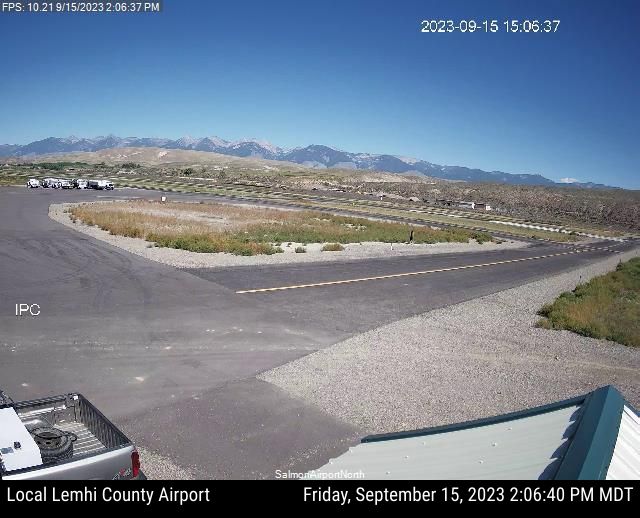 FPS: 10.21 9/15/2023 2:06:37 PM
2023-09-15 15:06:37
IPC
SalmonAirportNorth
Local Lemhi County Airport
Friday, September 15, 2023 2:06:40 PM MDT